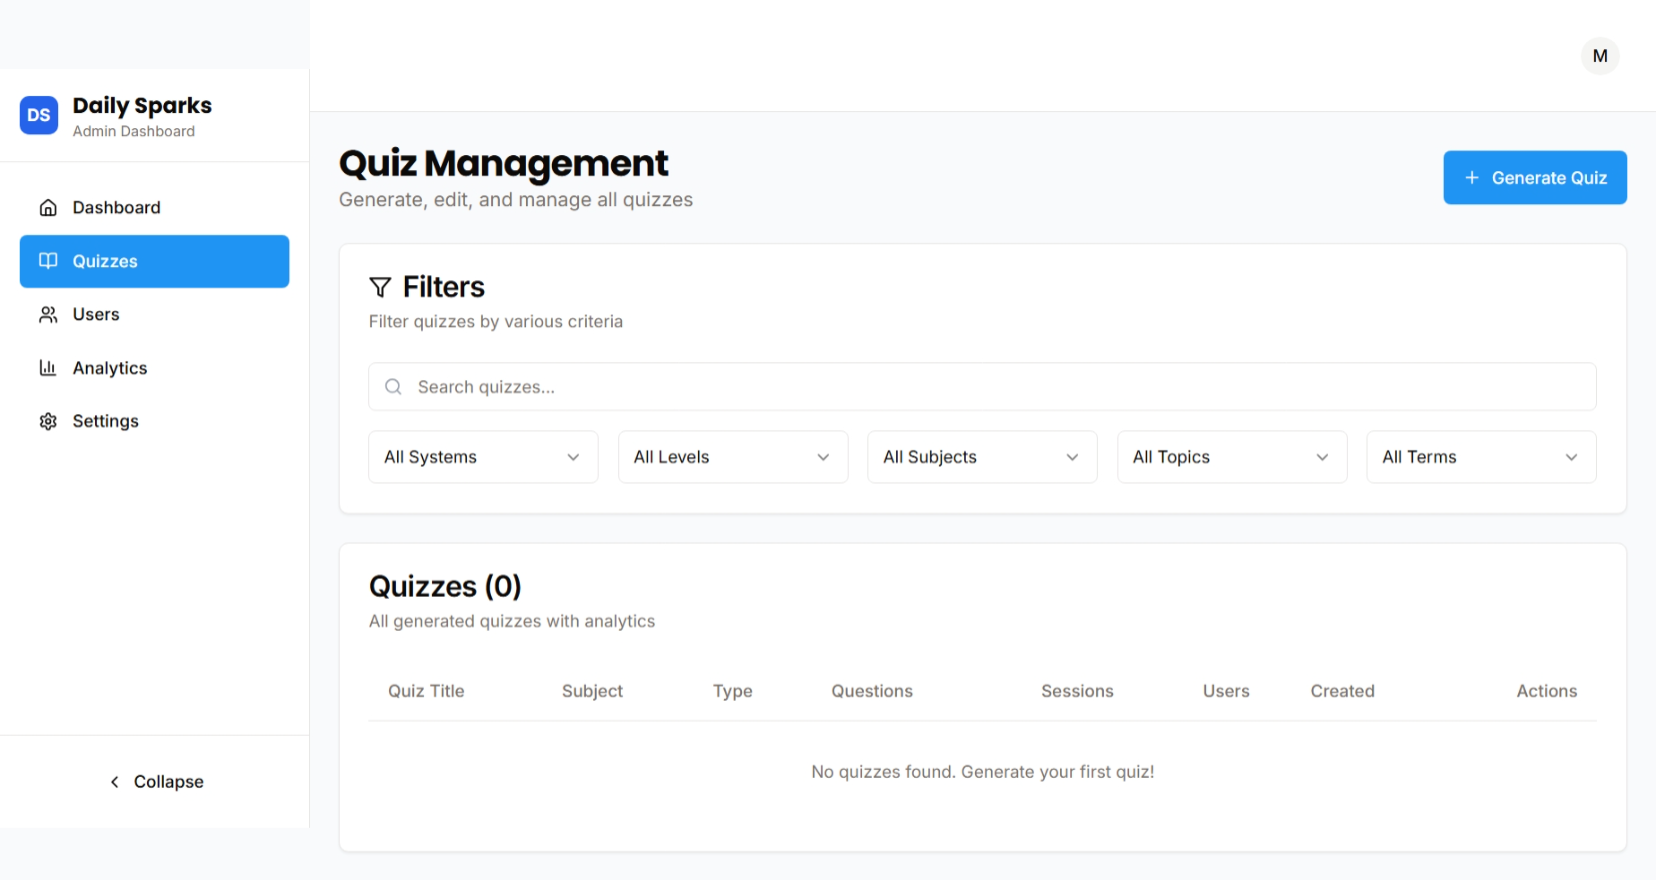 M
DS
Daily Sparks
Admin Dashboard
Dashboard
Quizzes
Users
Analytics
Settings
Collapse
Quiz Management
Generate, edit, and manage all quizzes
+ Generate Quiz
Filters
Filter quizzes by various criteria
Search quizzes...
All Systems
All Levels
All Subjects
All Topics
All Terms
Quizzes (0)
All generated quizzes with analytics
Quiz Title Subject Type Questions Sessions Users Created Actions
No quizzes found. Generate your first quiz!